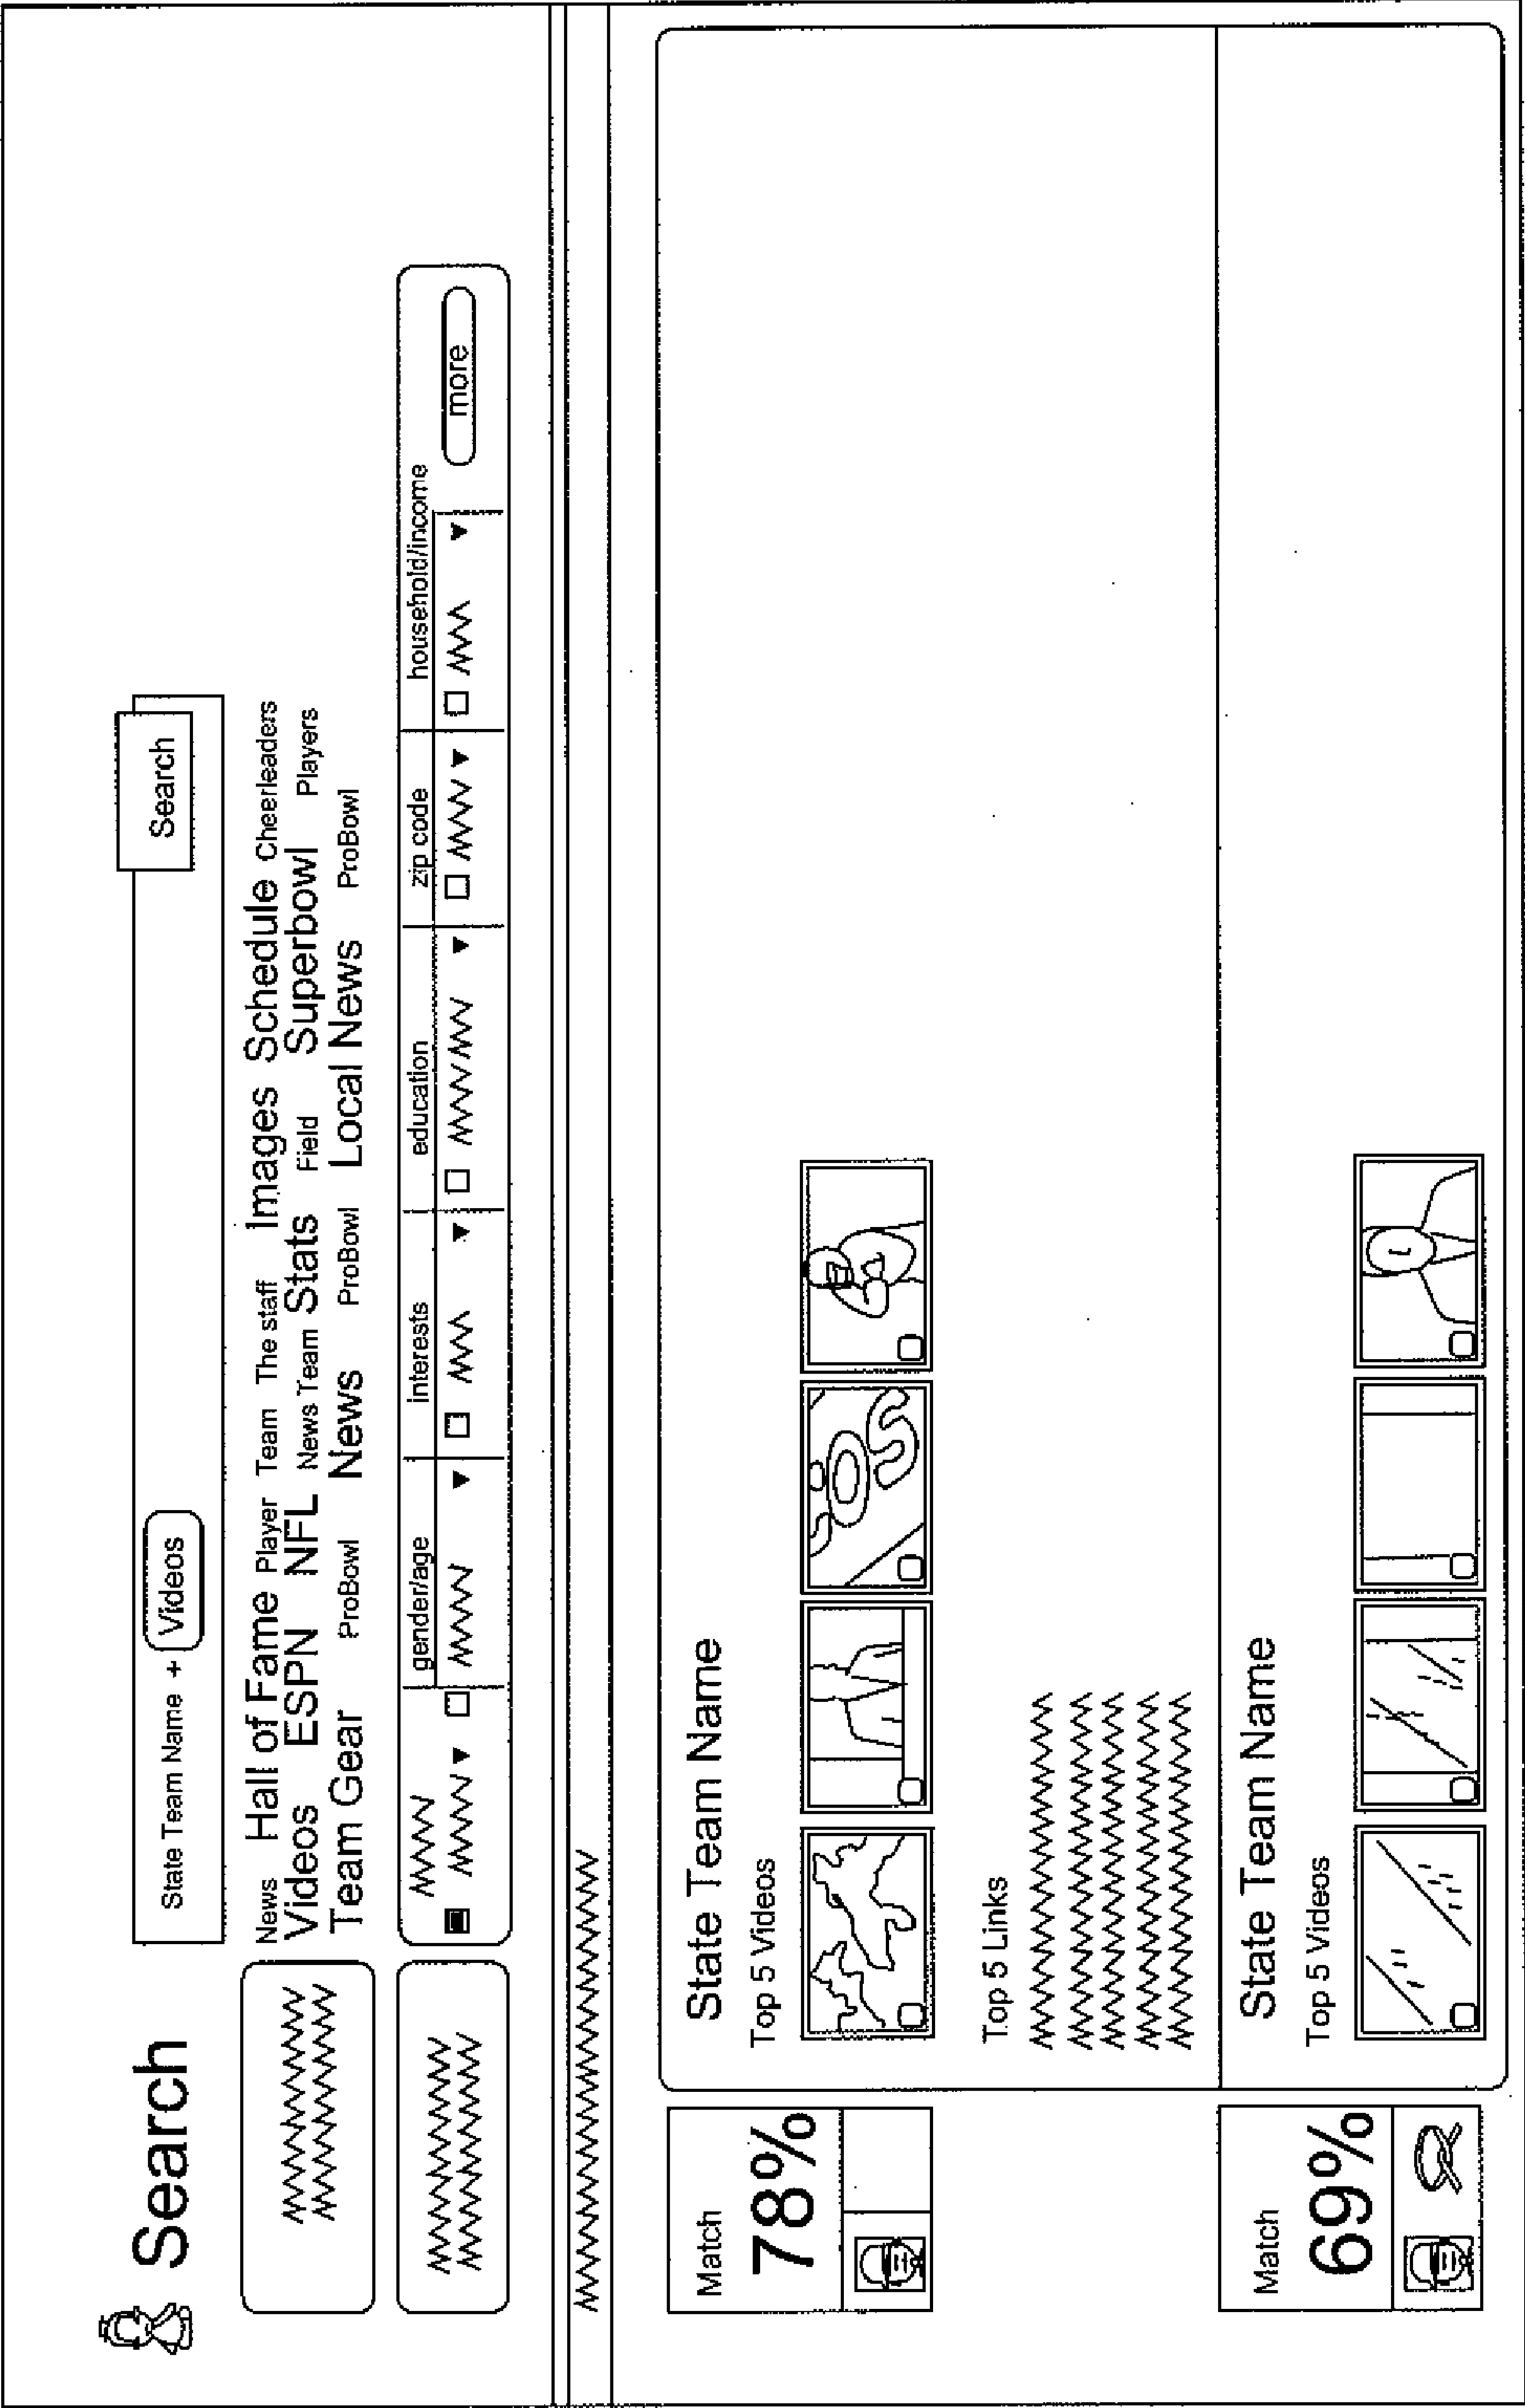 Search
State Team Name + Videos
Search
News Hall of Fame Player Team The staff Images Schedule Cheerleaders
Videos ESPN NFL News Team Stats Field Superbowl Players
Team Gear ProBowl News ProBowl Local News ProBowl
gender/age interests education zip code household/income
more
Match
78%
State Team Name
Top 5 Videos
Top 5 Links
Match
69%
State Team Name
Top 5 Videos